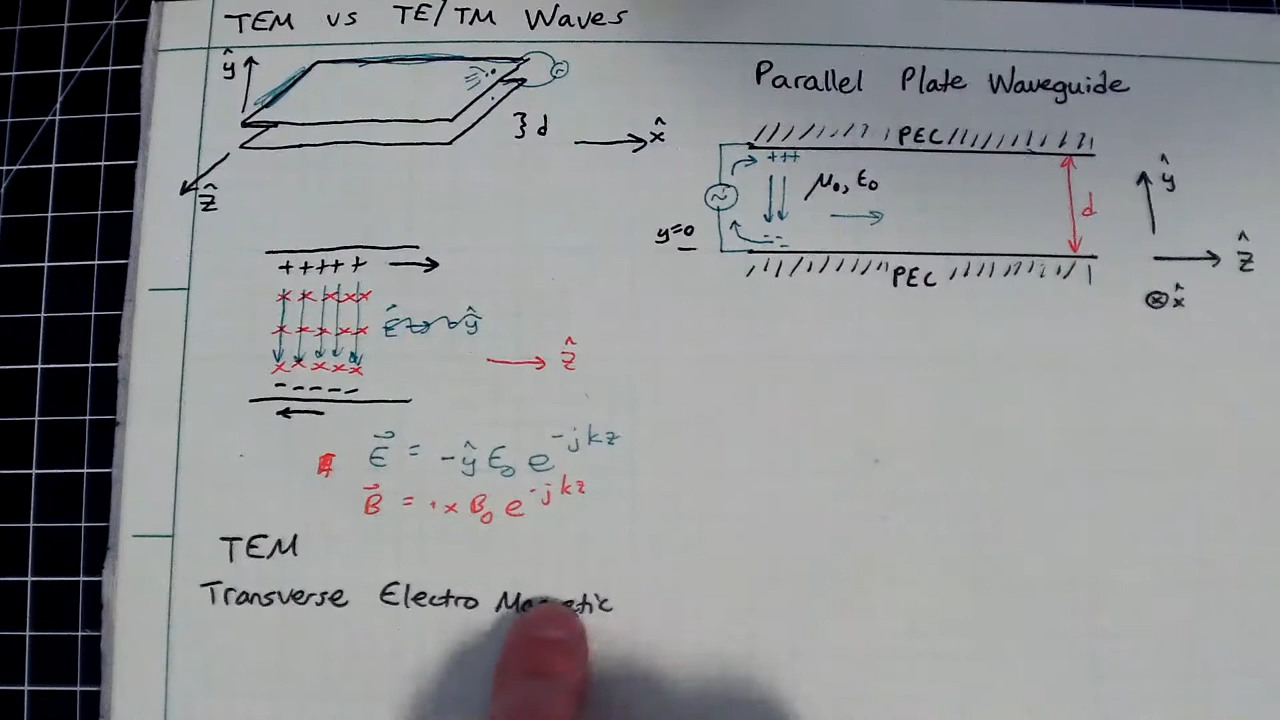 TEM vs TE/TM Waves
ŷ
} d
x̂
ẑ
Parallel Plate Waveguide
PEC
+++
μ₀, ε₀
d
y=0
--
PEC
ŷ
ẑ
⊗ x̂
+++++
ŷ
ẑ
-----
E⃗ = -ŷ E₀ e^{-jkz}
B⃗ = +x B₀ e^{-jkz}
TEM
Transverse Electro